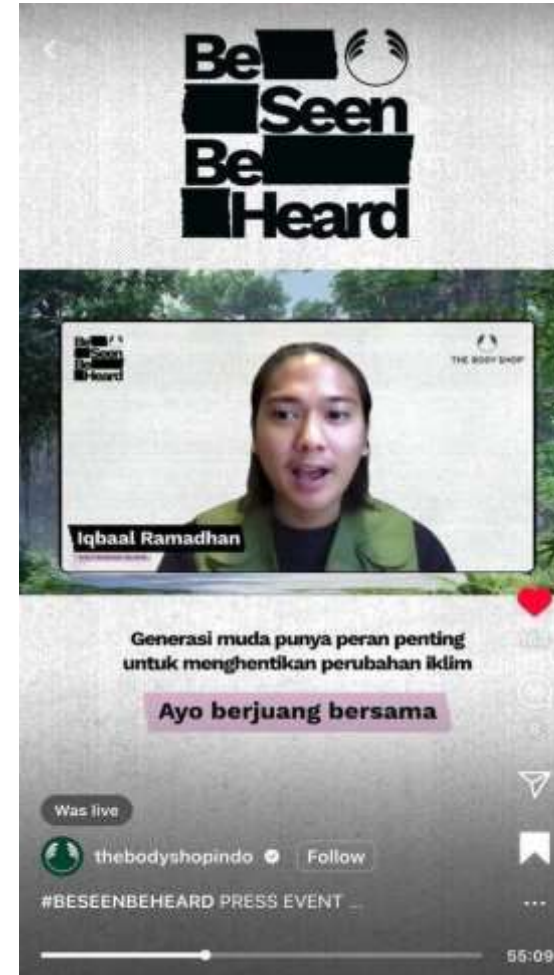 Be
Seen
Be
Heard
Be
Seen
Be
Heard
THE BODY SHOP
Iqbaal Ramadhan
Generasi muda punya peran penting
untuk menghentikan perubahan iklim
Ayo berjuang bersama
Was live
thebodyshopindo
Follow
#BESEENBEHEARD PRESS EVENT ...
55:09